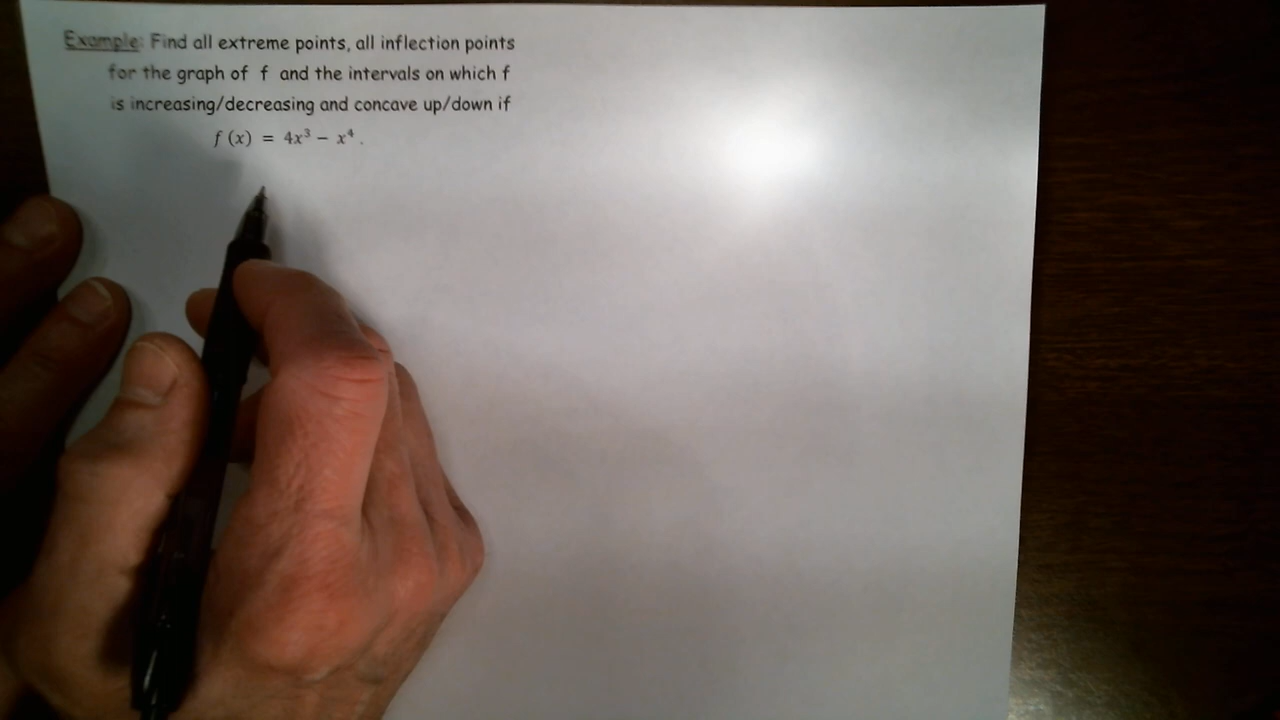 Example: Find all extreme points, all inflection points
for the graph of f and the intervals on which f
is increasing/decreasing and concave up/down if
f (x) = 4x³ − x⁴ .